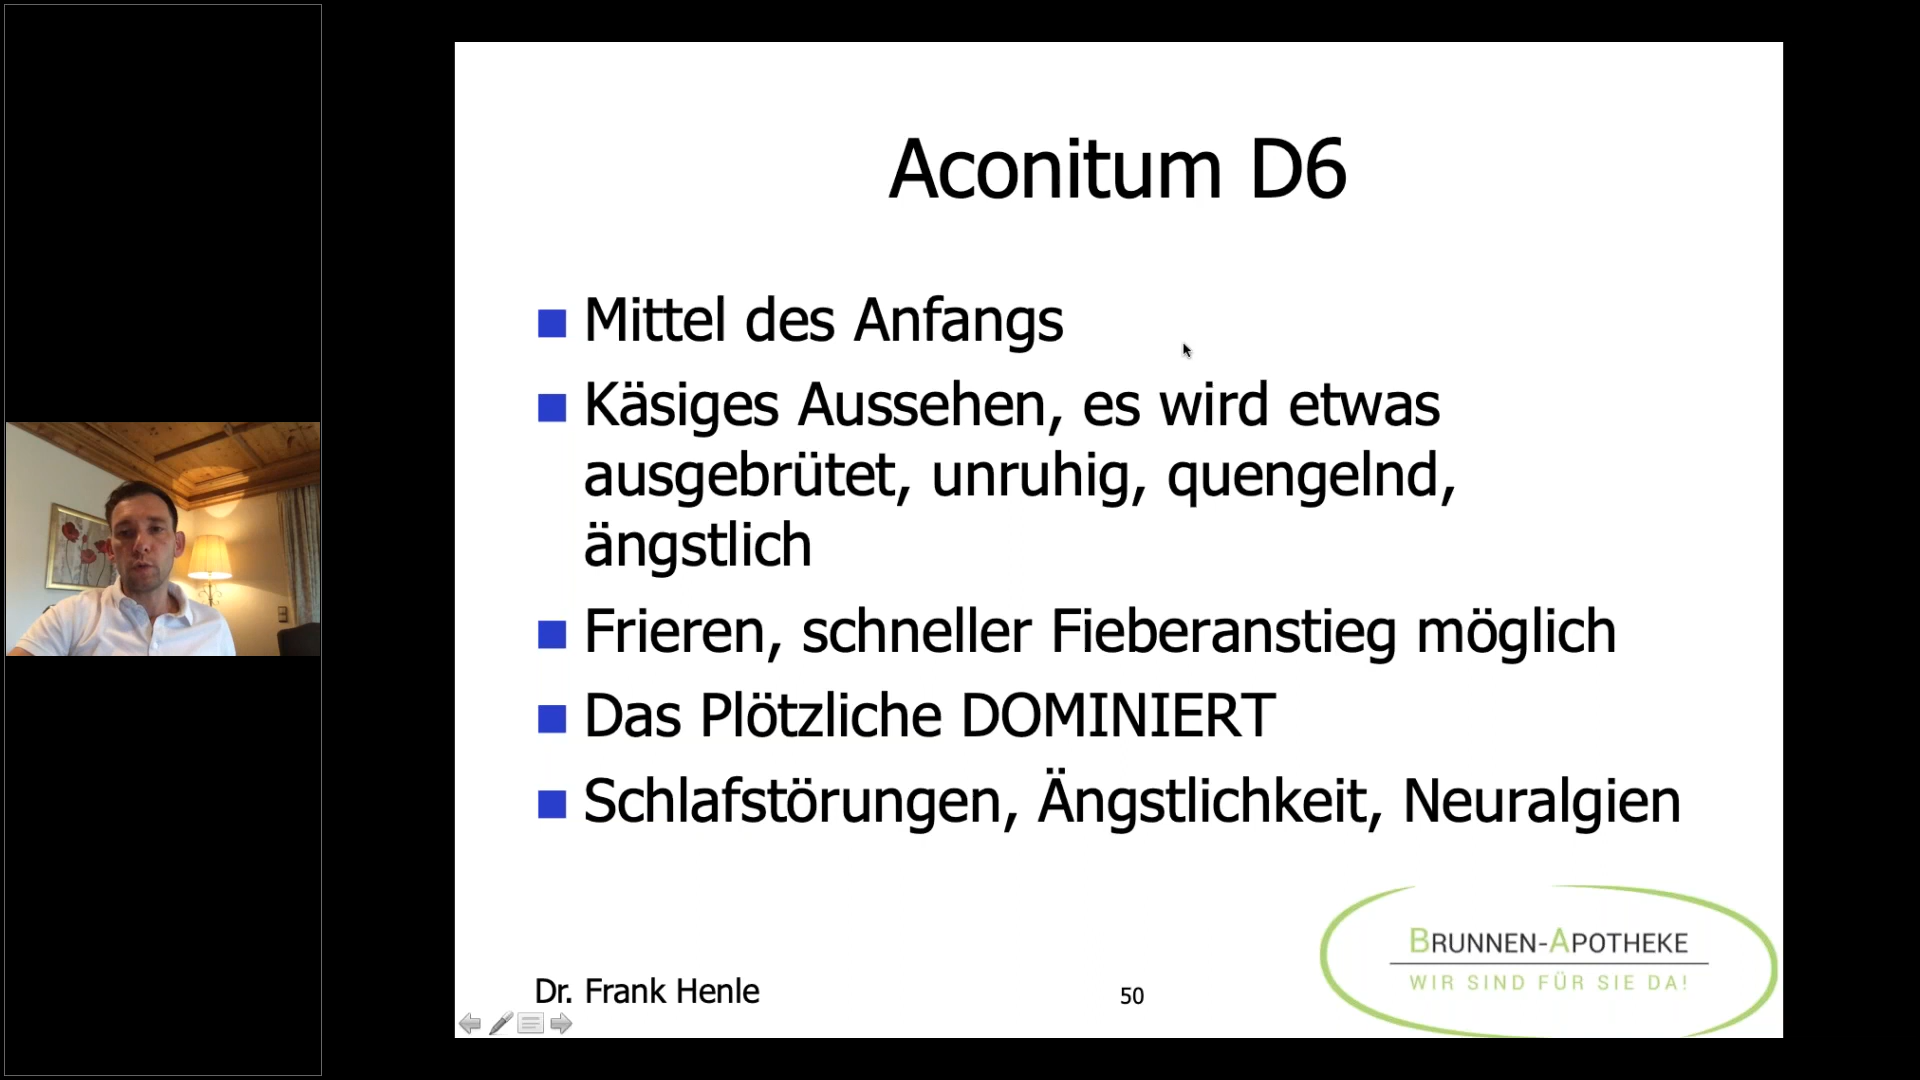 Aconitum D6
Mittel des Anfangs
Käsiges Aussehen, es wird etwas
ausgebrütet, unruhig, quengelnd,
ängstlich
Frieren, schneller Fieberanstieg möglich
Das Plötzliche DOMINIERT
Schlafstörungen, Ängstlichkeit, Neuralgien
BRUNNEN-APOTHEKE
WIR SIND FÜR SIE DA!
Dr. Frank Henle
50